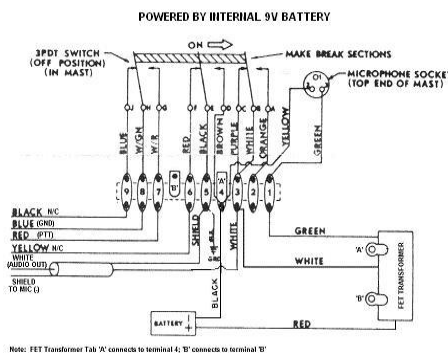 POWERED BY INTERNAL 9V BATTERY
ON
3PDT SWITCH
(OFF POSITION)
(IN MAST)
MAKE BREAK SECTIONS
MICROPHONE SOCKET
(TOP END OF MAST)
J H G F E D C B A
BLUE
W/GN
W/R
RED
BLACK
BROWN
PURPLE
WHITE
ORANGE
YELLOW
GREEN
9 8 7 'B' 6 5 'A' 4 3 2 1
BLACK N/C
BLUE (GND)
RED (PTT)
YELLOW N/C
WHITE
(AUDIO OUT)
SHIELD
TO MIC (-)
SHIELD
WHITE
BLACK
GREEN
WHITE
'A'
'B'
FET TRANSFORMER
BATTERY
RED
Note: FET Transformer Tab 'A' connects to terminal 4; 'B' connects to terminal 'B'